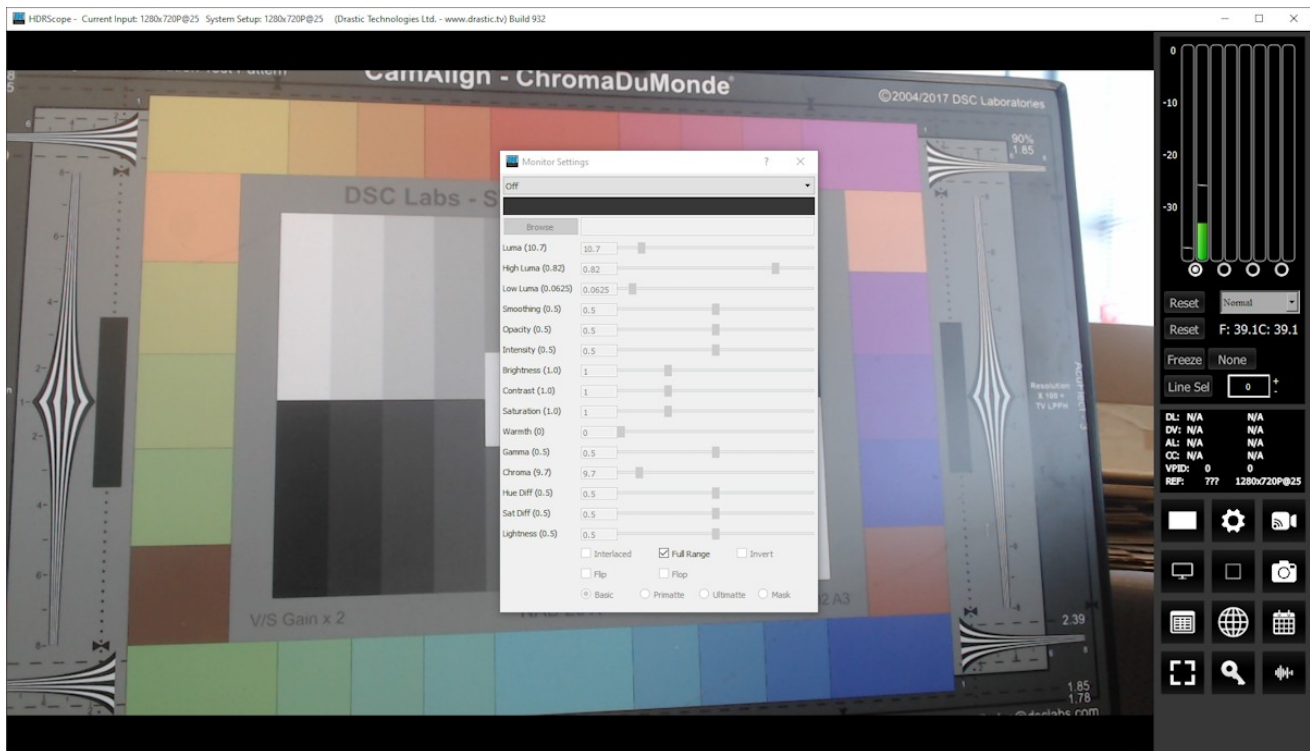 HDRScope - Current Input: 1280x720P@25 System Setup: 1280x720P@25 (Drastic Technologies Ltd. - www.drastic.tv) Build 932
CamAlign - ChromaDuMonde
©2004/2017 DSC Laboratories
90%
1.85
DSC Labs - S
Monitor Settings ?
Off
Browse
Luma (10.7) 10.7
High Luma (0.82) 0.82
Low Luma (0.0625) 0.0625
Smoothing (0.5) 0.5
Opacity (0.5) 0.5
Intensity (0.5) 0.5
Brightness (1.0) 1
Contrast (1.0) 1
Saturation (1.0) 1
Warmth (0) 0
Gamma (0.5) 0.5
Chroma (9.7) 9.7
Hue Diff (0.5) 0.5
Sat Diff (0.5) 0.5
Lightness (0.5) 0.5
Interlaced Full Range Invert
Flip Flop
Basic Primatte Ultimatte Mask
Resolution
X 100 =
TV LPPH
V/S Gain x 2
2.39
1.85
1.78
0
-10
-20
-30
Reset Normal
Reset F: 39.1C: 39.1
Freeze None
Line Sel 0 + -
DL: N/A N/A
DV: N/A N/A
AL: N/A N/A
CC: N/A N/A
VPID: 0 0
REF: ??? 1280x720P@25